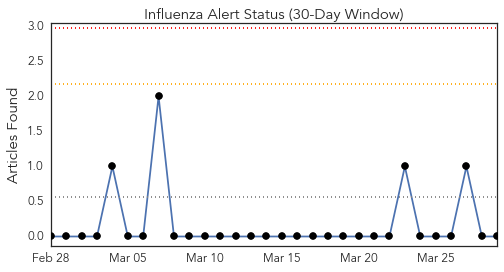 Influenza Alert Status (30-Day Window)
Articles Found
3.0
2.5
2.0
1.5
1.0
0.5
0.0
Feb 28 Mar 05 Mar 10 Mar 15 Mar 20 Mar 25